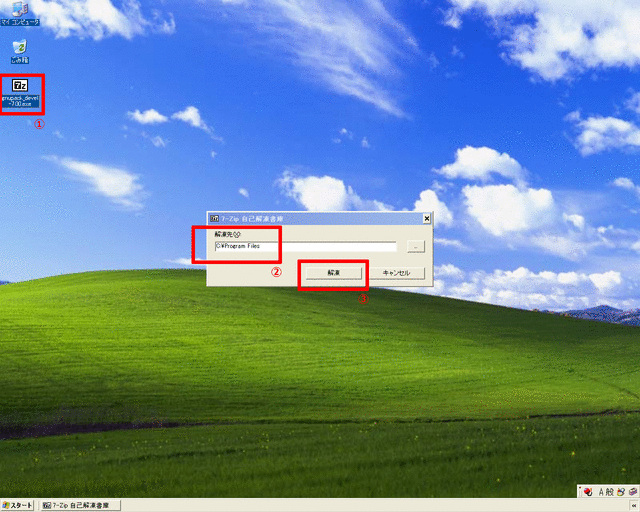 マイ コンピュータ
ごみ箱
gnupack_devel
-7.00.exe
①
7-Zip 自己解凍書庫
解凍先(X):
C:¥Program Files
...
②
解凍
キャンセル
③
スタート
7-Zip 自己解凍書庫
A 般